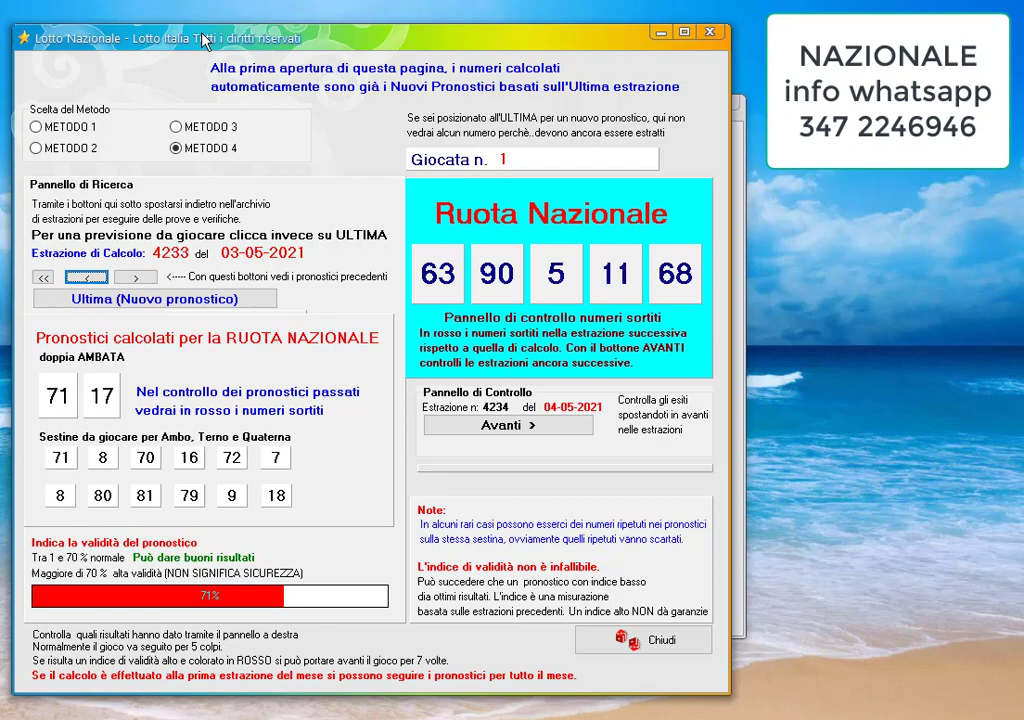 Lotto Nazionale - Lotto Italia Tutti i diritti riservati
NAZIONALE
info whatsapp
347 2246946
Alla prima apertura di questa pagina, i numeri calcolati
automaticamente sono già i Nuovi Pronostici basati sull'Ultima estrazione
Scelta del Metodo
METODO 1
METODO 3
METODO 2
METODO 4
Se sei posizionato all'ULTIMA per un nuovo pronostico, qui non
vedrai alcun numero perchè..devono ancora essere estratti
Giocata n. 1
Pannello di Ricerca
Tramite i bottoni qui sotto spostarsi indietro nell'archivio
di estrazioni per eseguire delle prove e verifiche.
Per una previsione da giocare clicca invece su ULTIMA
Estrazione di Calcolo: 4233 del 03-05-2021
<< < > <----- Con questi bottoni vedi i pronostici precedenti
Ultima (Nuovo pronostico)
Ruota Nazionale
63 90 5 11 68
Pannello di controllo numeri sortiti
In rosso i numeri sortiti nella estrazione successiva
rispetto a quella di calcolo. Con il bottone AVANTI
controlli le estrazioni ancora successive.
Pronostici calcolati per la RUOTA NAZIONALE
doppia AMBATA
71 17
Nel controllo dei pronostici passati
vedrai in rosso i numeri sortiti
Sestine da giocare per Ambo, Terno e Quaterna
71 8 70 16 72 7
8 80 81 79 9 18
Pannello di Controllo
Estrazione n: 4234 del 04-05-2021
Avanti >
Controlla gli esiti
spostandoti in avanti
nelle estrazioni
Indica la validità del pronostico
Tra 1 e 70 % normale Può dare buoni risultati
Maggiore di 70 % alta validità (NON SIGNIFICA SICUREZZA)
71%
Note:
In alcuni rari casi possono esserci dei numeri ripetuti nei pronostici
sulla stessa sestina, ovviamente quelli ripetuti vanno scartati.
L'indice di validità non è infallibile.
Può succedere che un pronostico con indice basso
dia ottimi risultati. L'indice è una misurazione
basata sulle estrazioni precedenti. Un indice alto NON dà garanzie
Controlla quali risultati hanno dato tramite il pannello a destra
Normalmente il gioco va seguito per 5 colpi.
Se risulta un indice di validità alto e colorato in ROSSO si può portare avanti il gioco per 7 volte.
Se il calcolo è effettuato alla prima estrazione del mese si possono seguire i pronostici per tutto il mese.
Chiudi